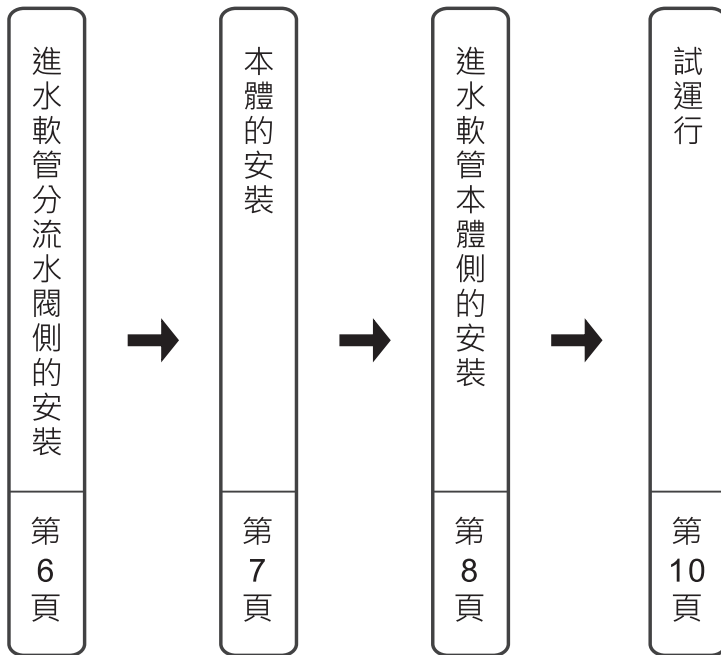 進水軟管分流水閥側的安裝
第6頁
本體的安裝
第7頁
進水軟管本體側的安裝
第8頁
試運行
第10頁